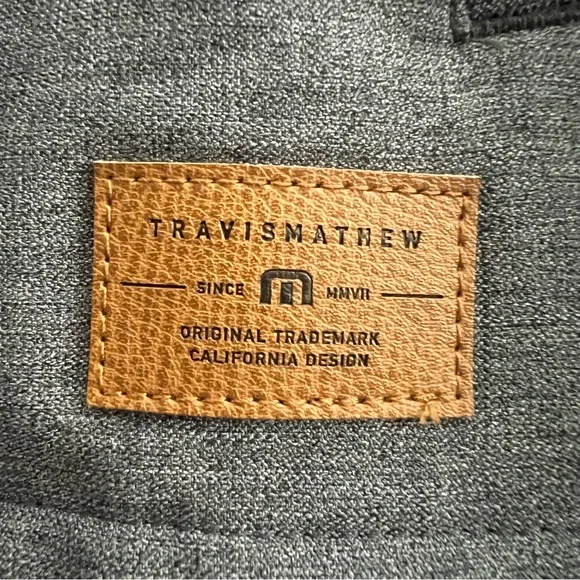 TRAVISMATHEW
SINCE MMVII
ORIGINAL TRADEMARK
CALIFORNIA DESIGN